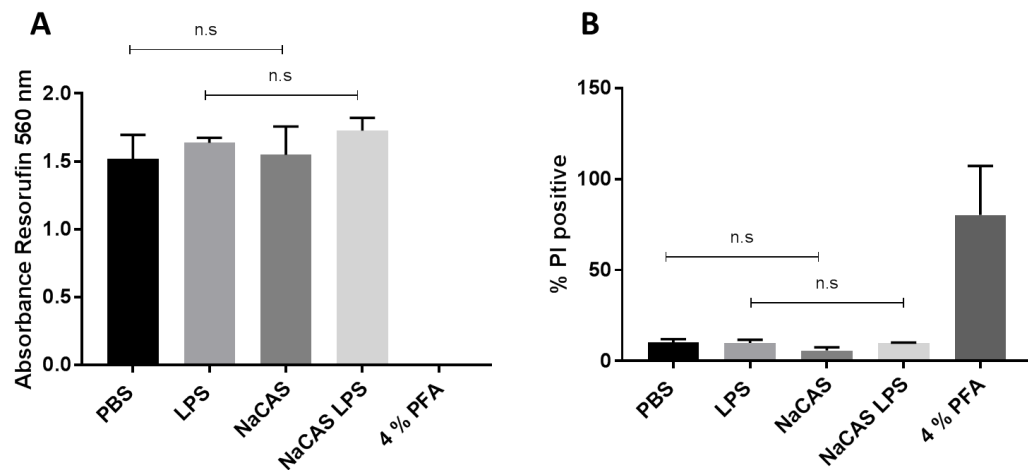 A
n.s
n.s
Absorbance Resorufin 560 nm
2.0
1.5
1.0
0.5
0.0
PBS
LPS
NaCAS
NaCAS LPS
4 % PFA
B
n.s
n.s
% PI positive
150
100
50
0
PBS
LPS
NaCAS
NaCAS LPS
4 % PFA